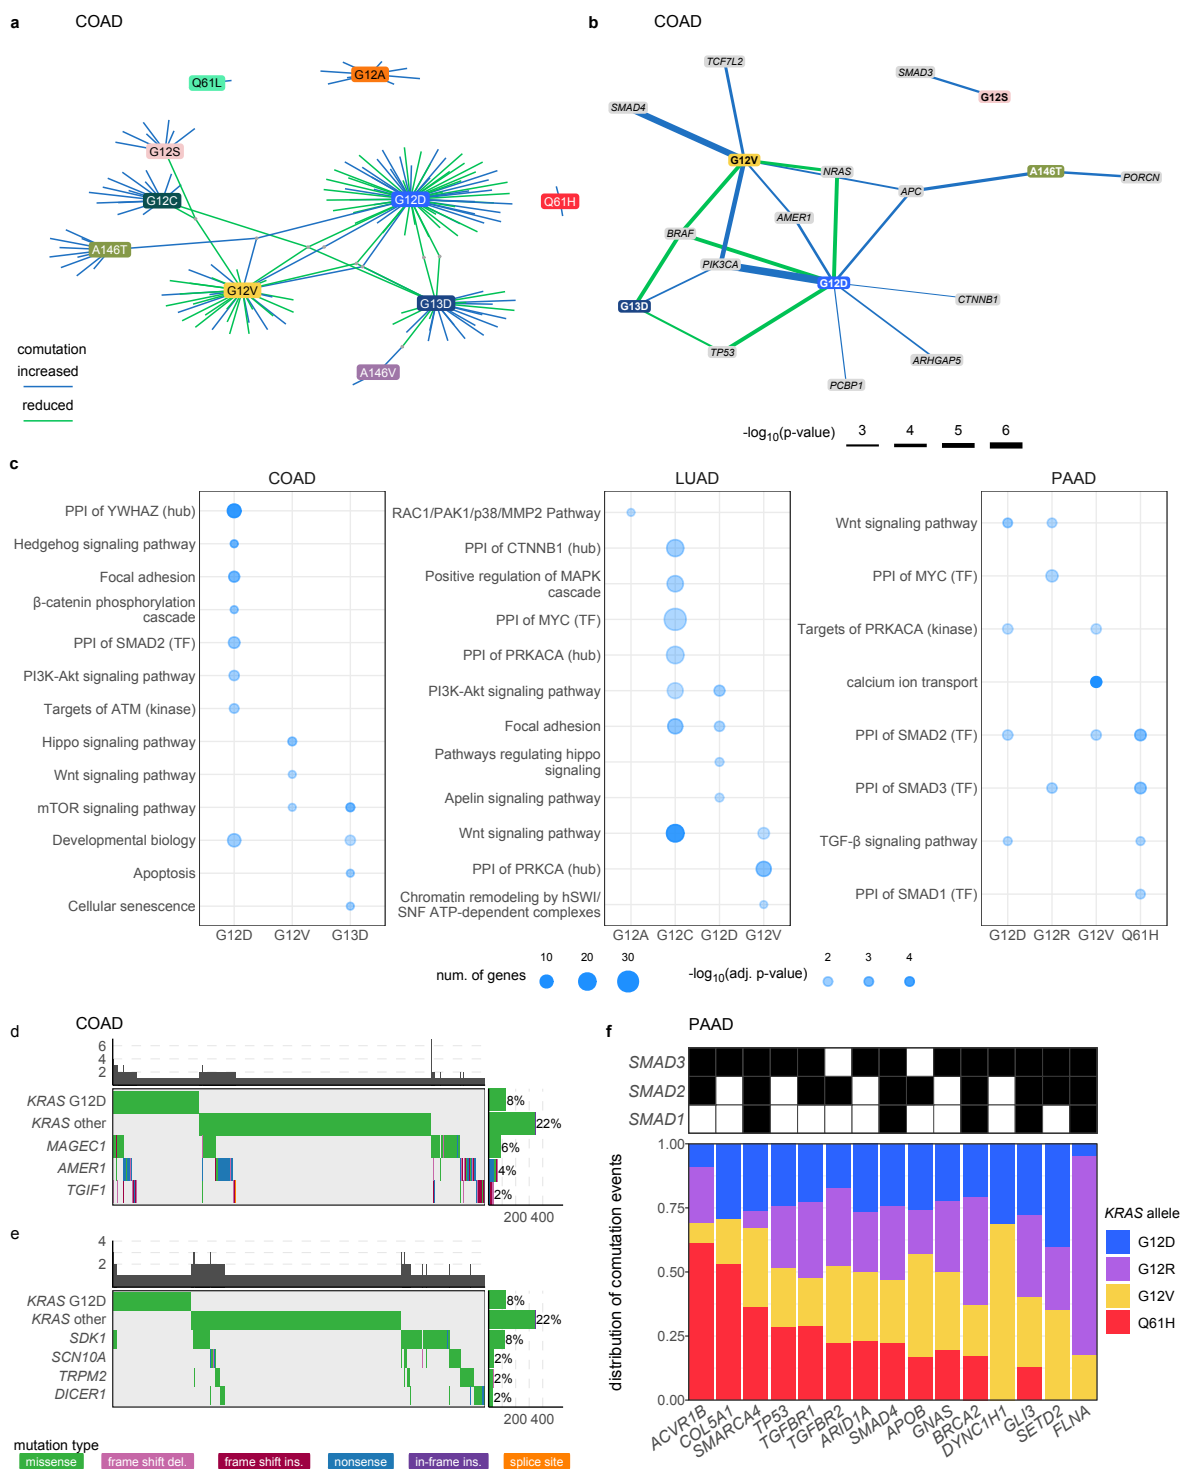 a COAD
Q61L
G12A
G12S
G12C
G12D
Q61H
A146T
G12V
G13D
A146V
comutation
increased
reduced
b COAD
TCF7L2
SMAD3
G12S
SMAD4
G12V
NRAS
A146T
PORCN
APC
AMER1
BRAF
PIK3CA
G12D
G13D
CTNNB1
TP53
ARHGAP5
PCBP1
-log10(p-value) 3 4 5 6
c
COAD
PPI of YWHAZ (hub)
Hedgehog signaling pathway
Focal adhesion
β-catenin phosphorylation
cascade
PPI of SMAD2 (TF)
PI3K-Akt signaling pathway
Targets of ATM (kinase)
Hippo signaling pathway
Wnt signaling pathway
mTOR signaling pathway
Developmental biology
Apoptosis
Cellular senescence
G12D G12V G13D
LUAD
RAC1/PAK1/p38/MMP2 Pathway
PPI of CTNNB1 (hub)
Positive regulation of MAPK
cascade
PPI of MYC (TF)
PPI of PRKACA (hub)
PI3K-Akt signaling pathway
Focal adhesion
Pathways regulating hippo
signaling
Apelin signaling pathway
Wnt signaling pathway
PPI of PRKCA (hub)
Chromatin remodeling by hSWI/
SNF ATP-dependent complexes
G12A G12C G12D G12V
PAAD
Wnt signaling pathway
PPI of MYC (TF)
Targets of PRKACA (kinase)
calcium ion transport
PPI of SMAD2 (TF)
PPI of SMAD3 (TF)
TGF-β signaling pathway
PPI of SMAD1 (TF)
G12D G12R G12V Q61H
num. of genes 10 20 30
-log10(adj. p-value) 2 3 4
d COAD
6
4
2
KRAS G12D 8%
KRAS other 22%
MAGEC1 6%
AMER1 4%
TGIF1 2%
200 400
e
4
2
KRAS G12D 8%
KRAS other 22%
SDK1 8%
SCN10A 2%
TRPM2 2%
DICER1 2%
200 400
mutation type
missense frame shift del. frame shift ins. nonsense in-frame ins. splice site
f PAAD
SMAD3
SMAD2
SMAD1
distribution of comutation events
1.00
0.75
0.50
0.25
0.00
ACVR1B COL5A1 SMARCA4 TP53 TGFBR1 TGFBR2 ARID1A SMAD4 APOB GNAS BRCA2 DYNC1H1 GLI3 SETD2 FLNA
KRAS allele
G12D
G12R
G12V
Q61H